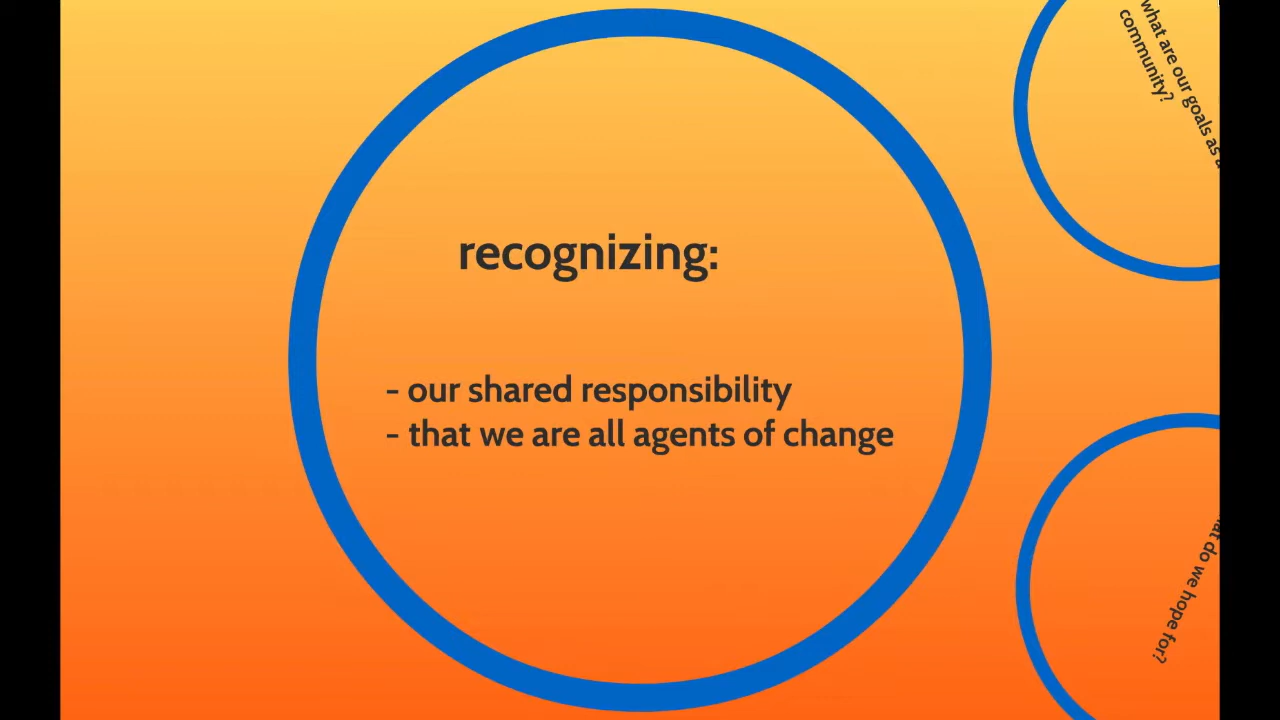 recognizing:
- our shared responsibility
- that we are all agents of change
what are our goals as a
community?
do we hope for?